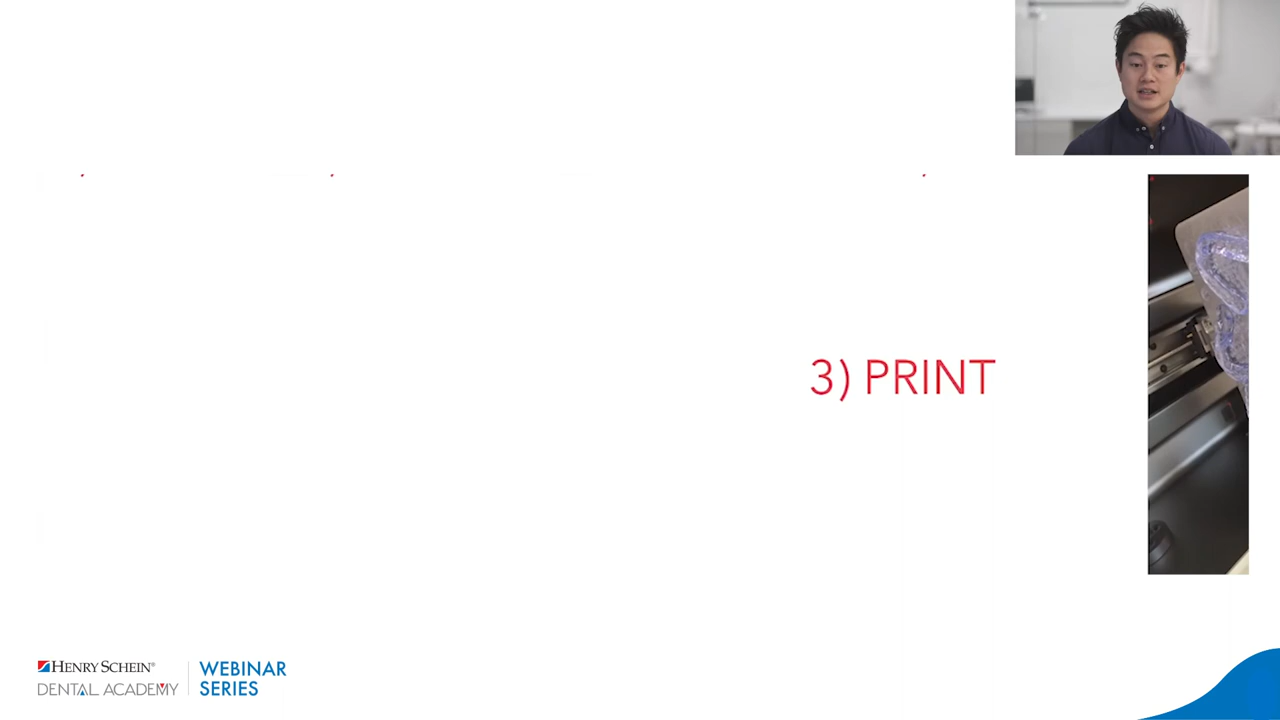 3) PRINT
HENRY SCHEIN®
DENTAL ACADEMY
WEBINAR
SERIES